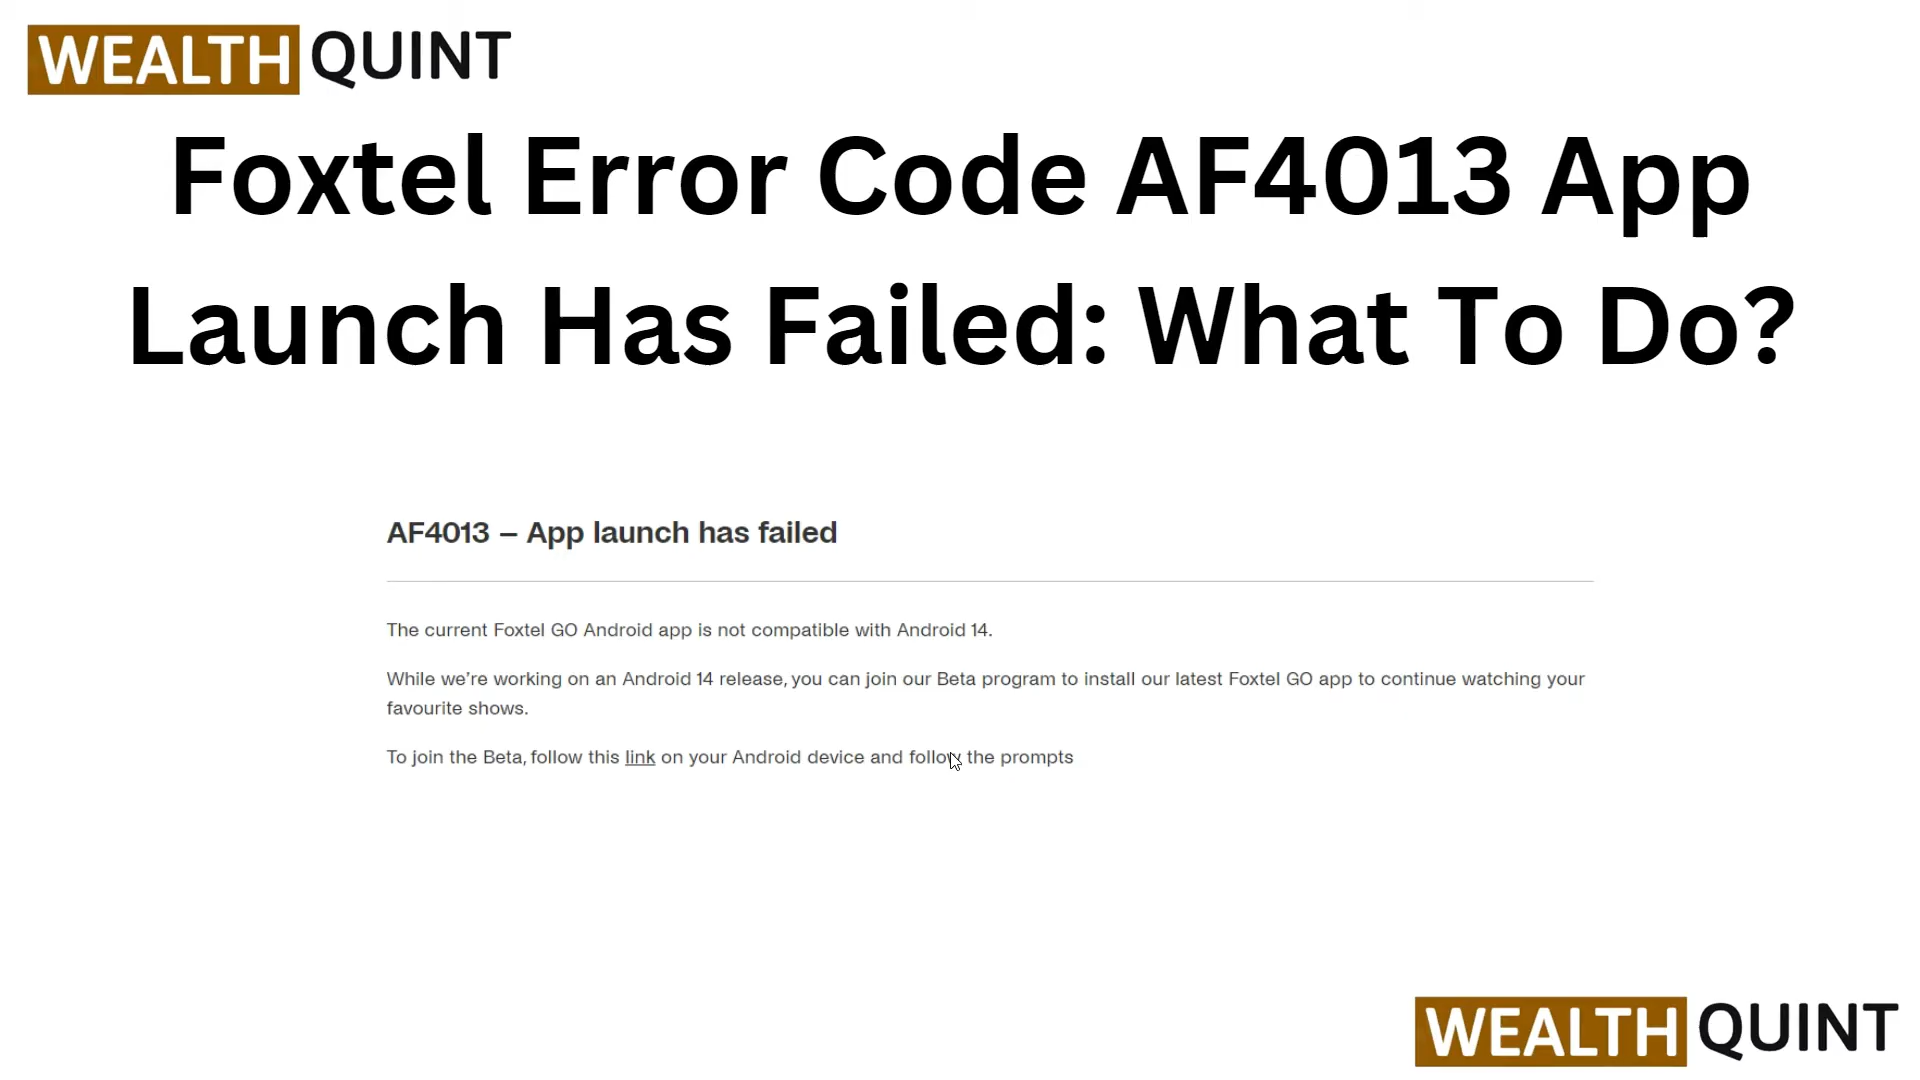 WEALTH QUINT
Foxtel Error Code AF4013 App
Launch Has Failed: What To Do?
AF4013 – App launch has failed
The current Foxtel GO Android app is not compatible with Android 14.
While we're working on an Android 14 release, you can join our Beta program to install our latest Foxtel GO app to continue watching your
favourite shows.
To join the Beta, follow this link on your Android device and follow the prompts
WEALTH QUINT